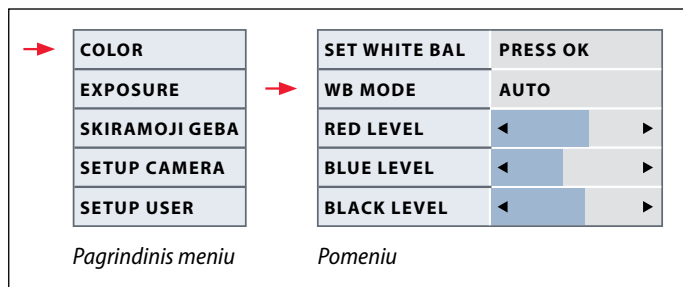 COLOR
EXPOSURE
SKIRAMOJI GEBA
SETUP CAMERA
SETUP USER
Pagrindinis meniu
SET WHITE BAL PRESS OK
WB MODE AUTO
RED LEVEL
BLUE LEVEL
BLACK LEVEL
Pomeniu